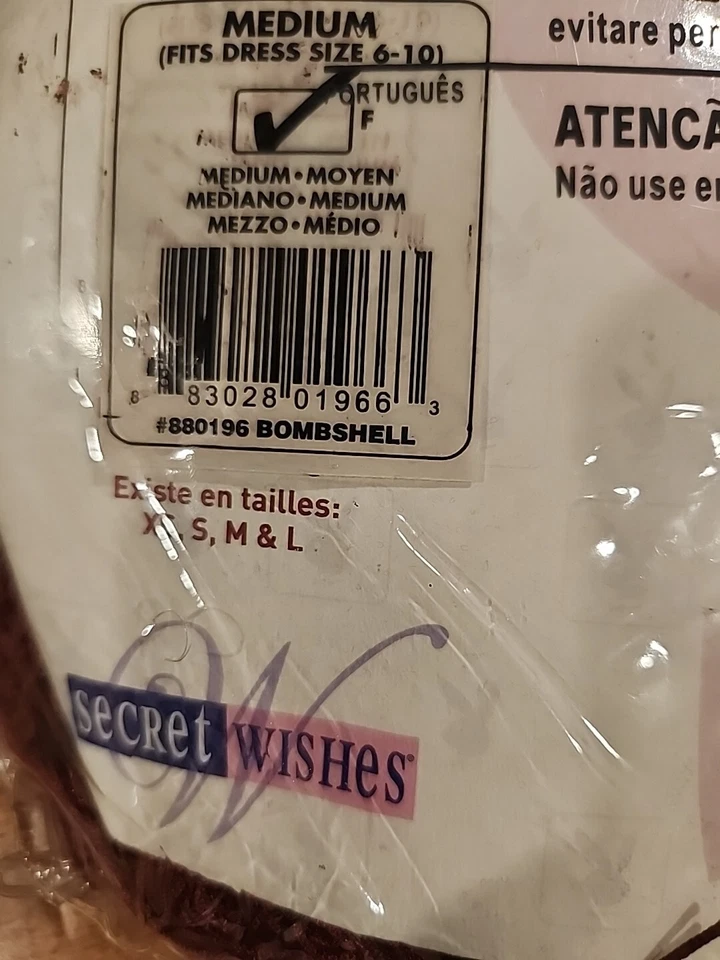 MEDIUM
(FITS DRESS SIZE 6-10)
PORTUGUÊS
F
MEDIUM•MOYEN
MEDIANO•MEDIUM
MEZZO•MÉDIO
8 83028 01966 3
#880196 BOMBSHELL
Existe en tailles:
XS, S, M & L
secret WISHes®
evitare per
ATENÇÃ
Não use em